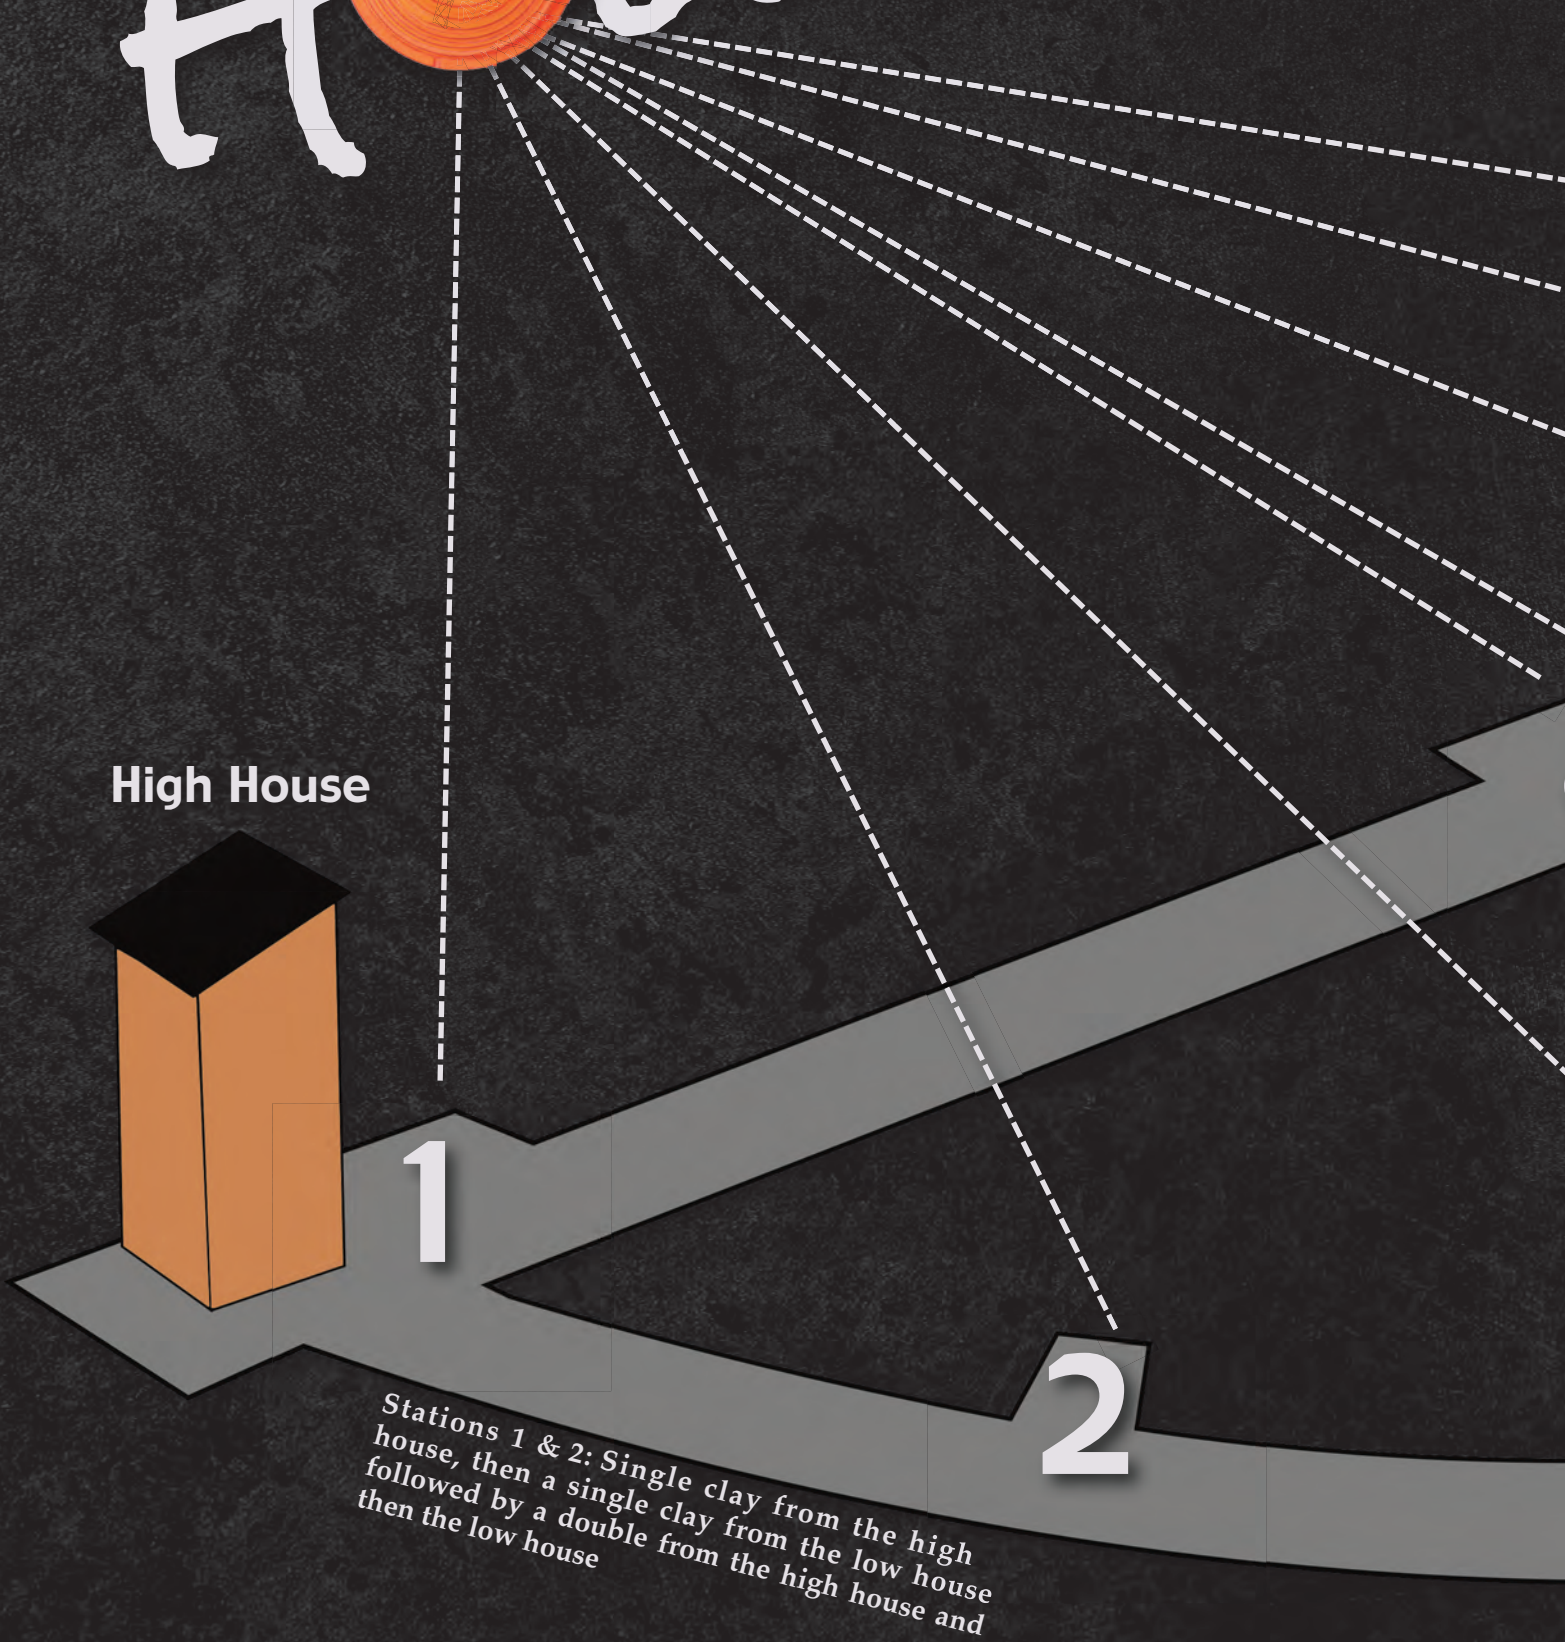 High House
1
2
Stations 1 & 2: Single clay from the high
house, then a single clay from the low house
followed by a double from the high house and
then the low house